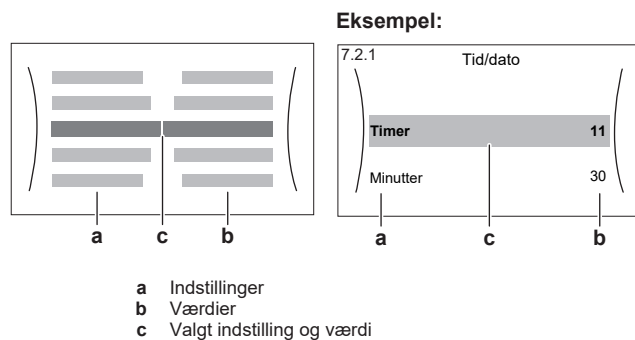 Eksempel:
7.2.1
Tid/dato
Timer 11
Minutter 30
a c b
a c b
a Indstillinger
b Værdier
c Valgt indstilling og værdi